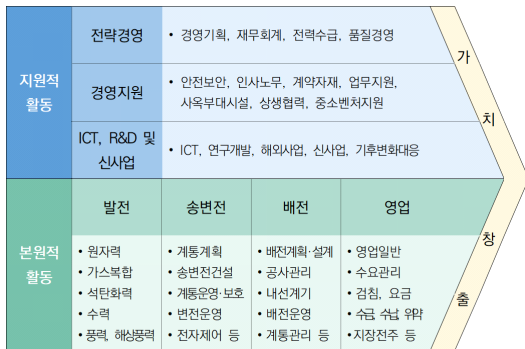 지원적
활동
전략경영
• 경영기획, 재무회계, 전력수급, 품질경영
경영지원
• 안전보안, 인사노무, 계약자재, 업무지원,
사옥부대시설, 상생협력, 중소벤처지원
ICT, R&D 및
신사업
• ICT, 연구개발, 해외사업, 신사업, 기후변화대응
본원적
활동
발전
• 원자력
• 가스복합
• 석탄화력
• 수력
• 풍력, 해상풍력
송변전
• 계통계획
• 송변전건설
• 계통운영·보호
• 변전운영
• 전자제어 등
배전
• 배전계획·설계
• 공사관리
• 내선계기
• 배전운영
• 계통관리 등
영업
• 영업일반
• 수요관리
• 검침, 요금
• 수급 수급 위약
• 지장전주 등
가
치
창
출